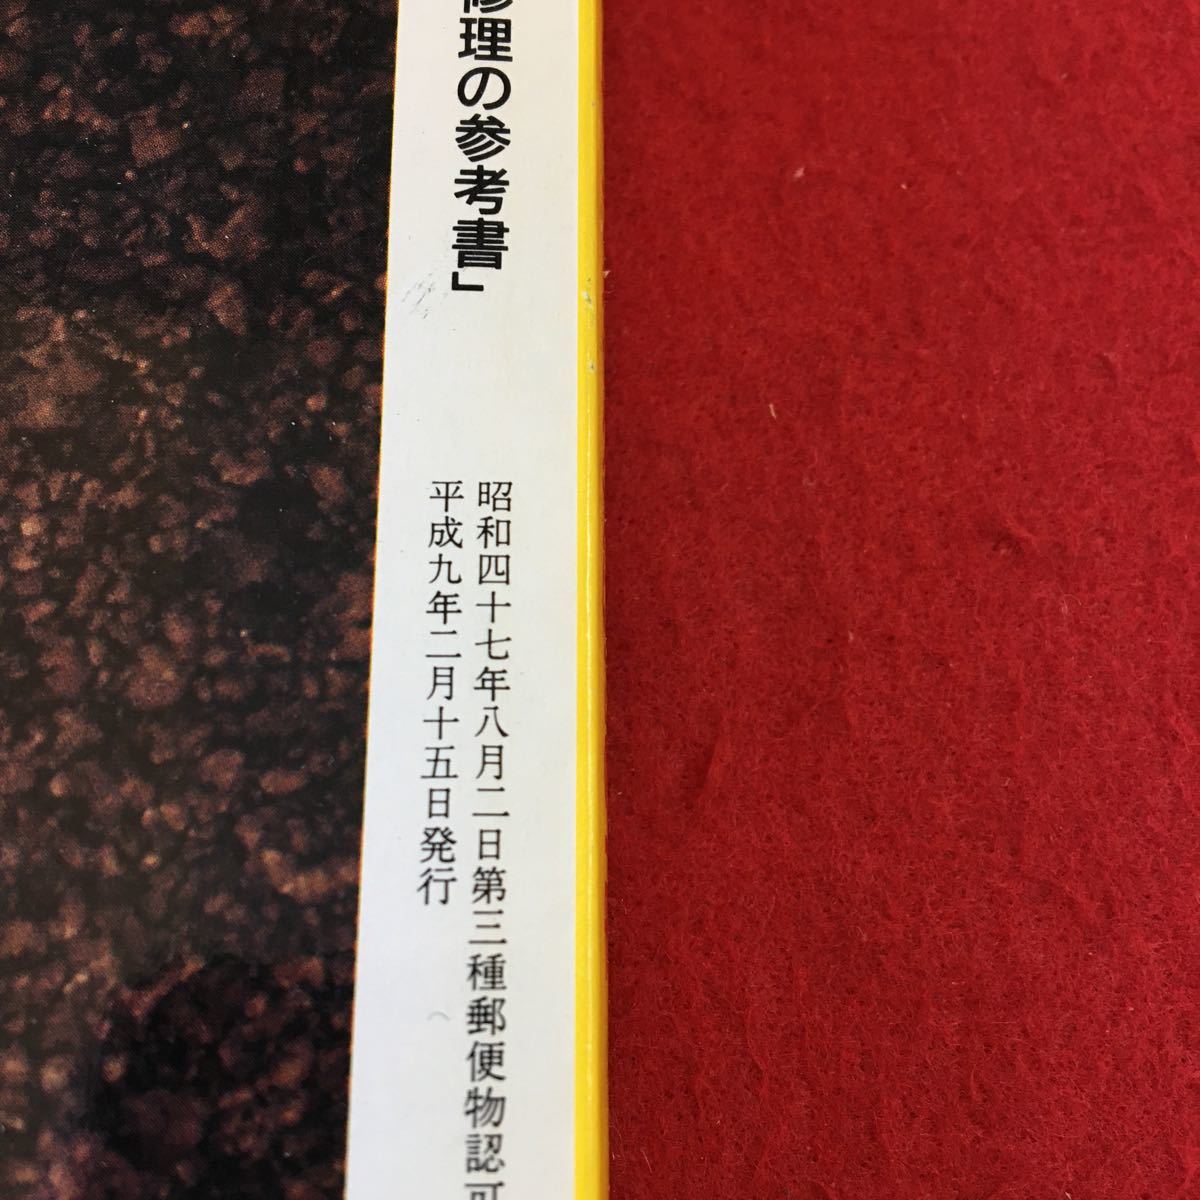 修理の参考書」
昭和四十七年八月二日第三種郵便物認可
平成九年二月十五日発行